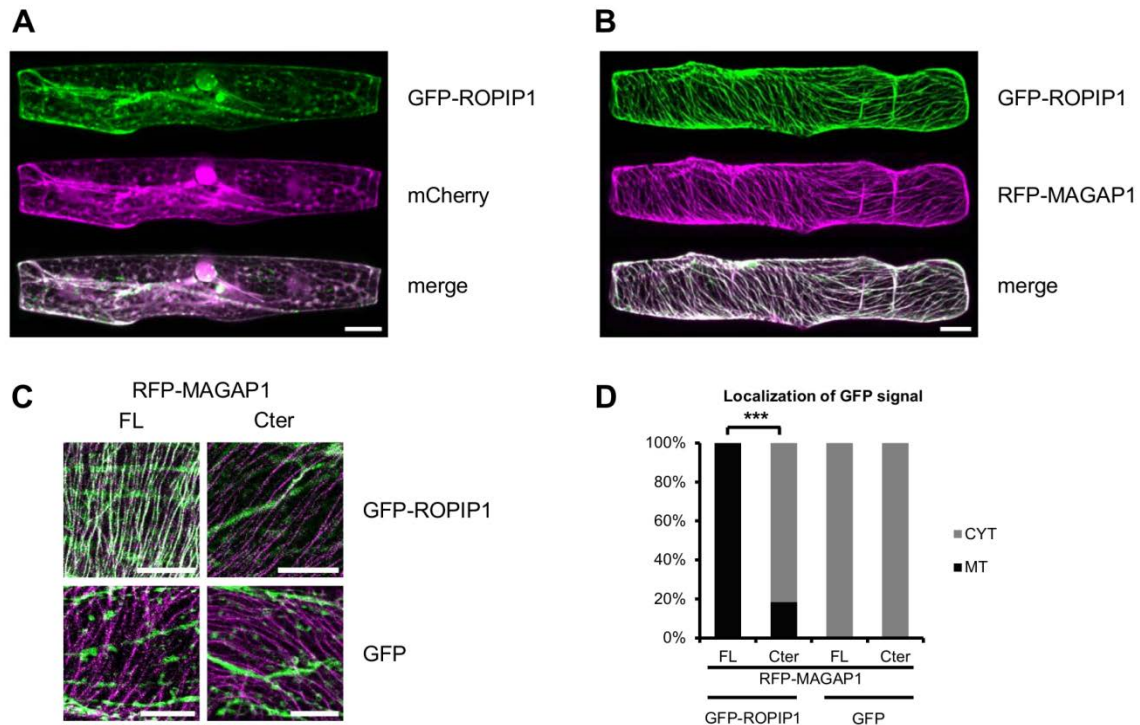 A
GFP-ROPIP1
mCherry
merge
B
GFP-ROPIP1
RFP-MAGAP1
merge
C
RFP-MAGAP1
FL Cter
GFP-ROPIP1
GFP
D
Localization of GFP signal
***
100%
80%
60%
40%
20%
0%
CYT
MT
FL Cter FL Cter
RFP-MAGAP1
GFP-ROPIP1 GFP